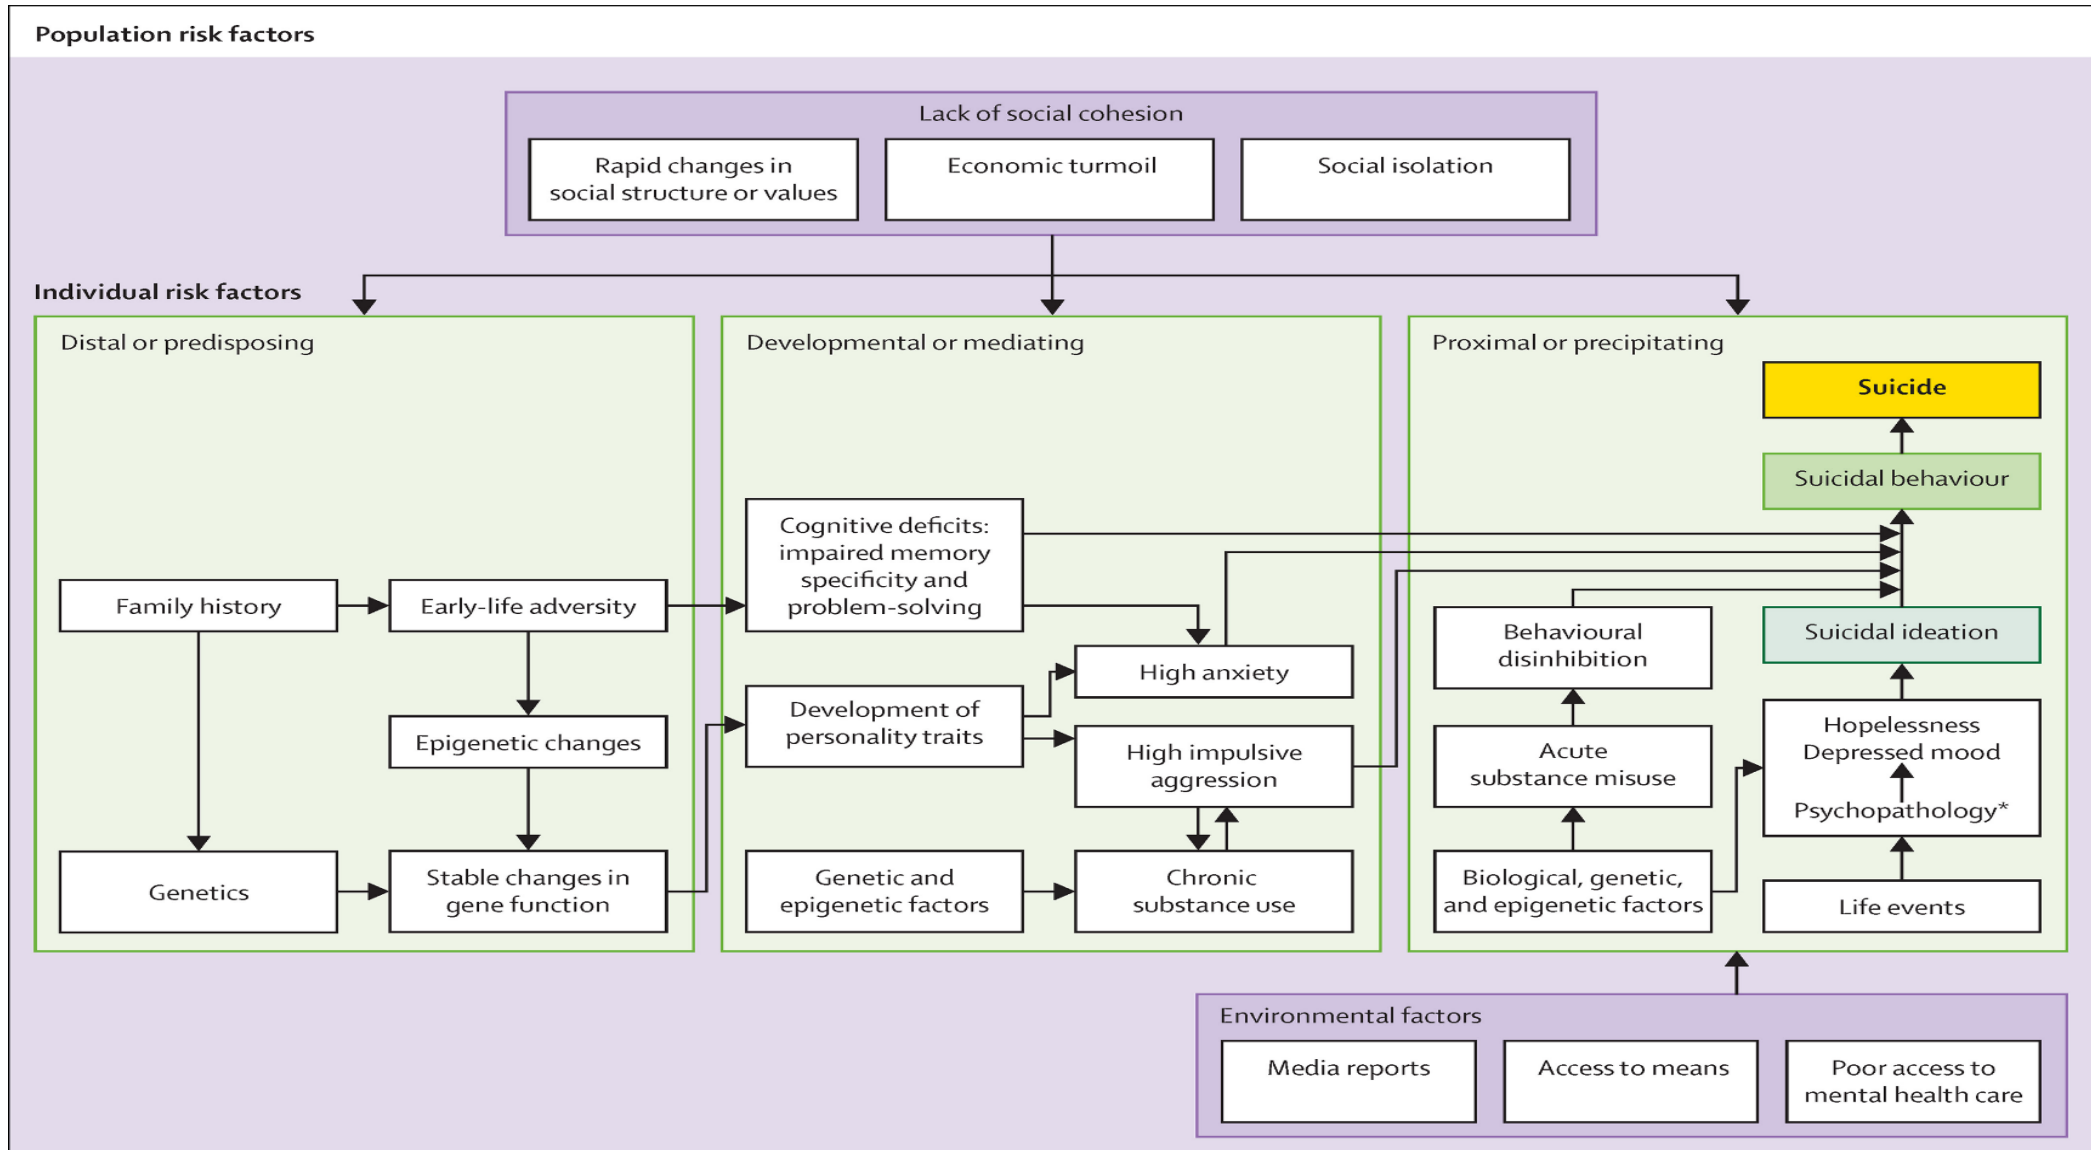 Population risk factors
Lack of social cohesion
Rapid changes in
social structure or values
Economic turmoil
Social isolation
Individual risk factors
Distal or predisposing
Family history
Early-life adversity
Epigenetic changes
Genetics
Stable changes in
gene function
Developmental or mediating
Cognitive deficits:
impaired memory
specificity and
problem-solving
High anxiety
Development of
personality traits
High impulsive
aggression
Genetic and
epigenetic factors
Chronic
substance use
Proximal or precipitating
Suicide
Suicidal behaviour
Behavioural
disinhibition
Suicidal ideation
Acute
substance misuse
Hopelessness
Depressed mood
Psychopathology*
Biological, genetic,
and epigenetic factors
Life events
Environmental factors
Media reports
Access to means
Poor access to
mental health care